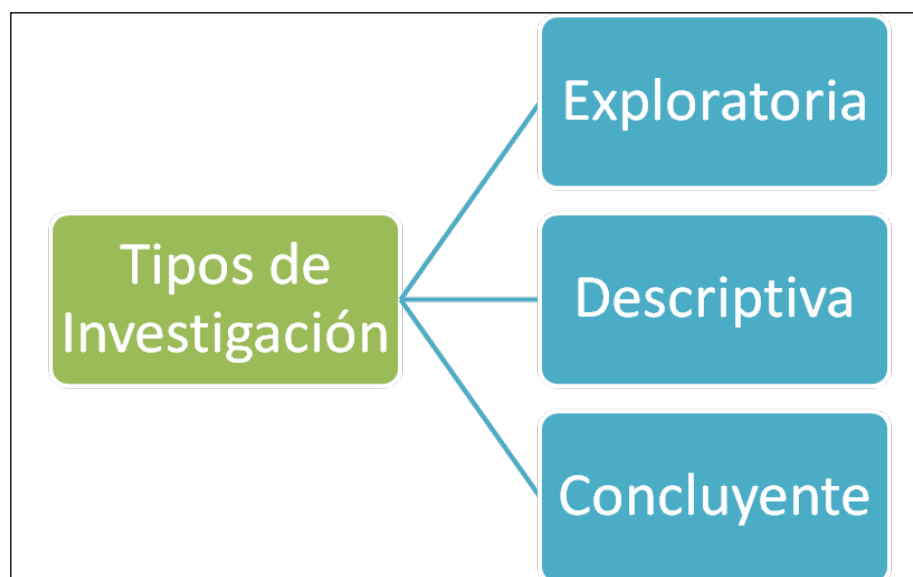 Tipos de
Investigación
Exploratoria
Descriptiva
Concluyente